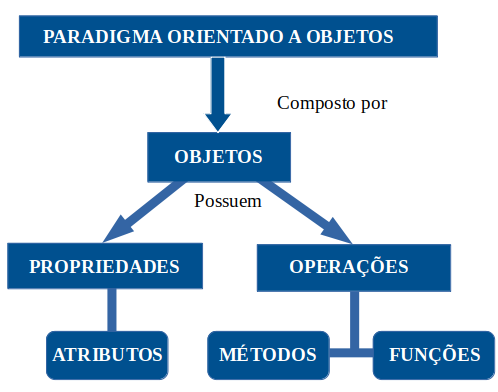 PARADIGMA ORIENTADO A OBJETOS
Composto por
OBJETOS
Possuem
PROPRIEDADES
OPERAÇÕES
ATRIBUTOS
MÉTODOS
FUNÇÕES